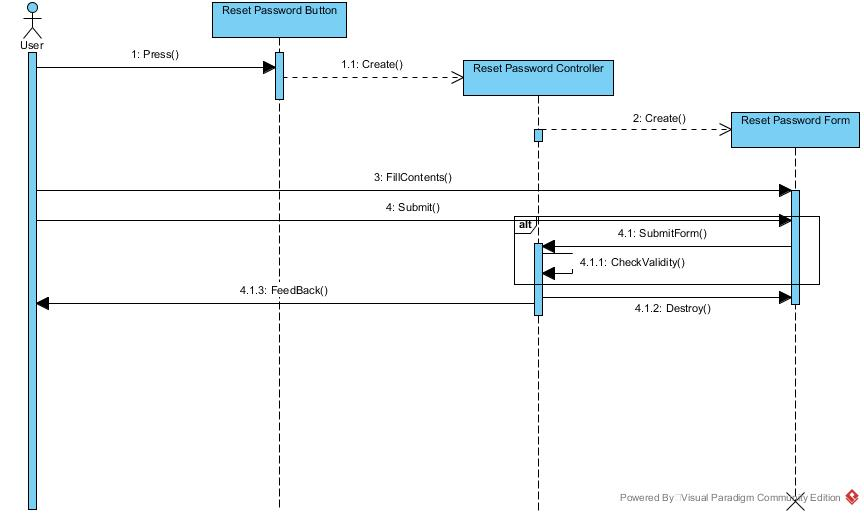 Reset Password Button
User
1: Press()
1.1: Create()
Reset Password Controller
2: Create()
Reset Password Form
3: FillContents()
4: Submit()
alt
4.1: SubmitForm()
4.1.1: CheckValidity()
4.1.3: FeedBack()
4.1.2: Destroy()
Powered By Visual Paradigm Community Edition